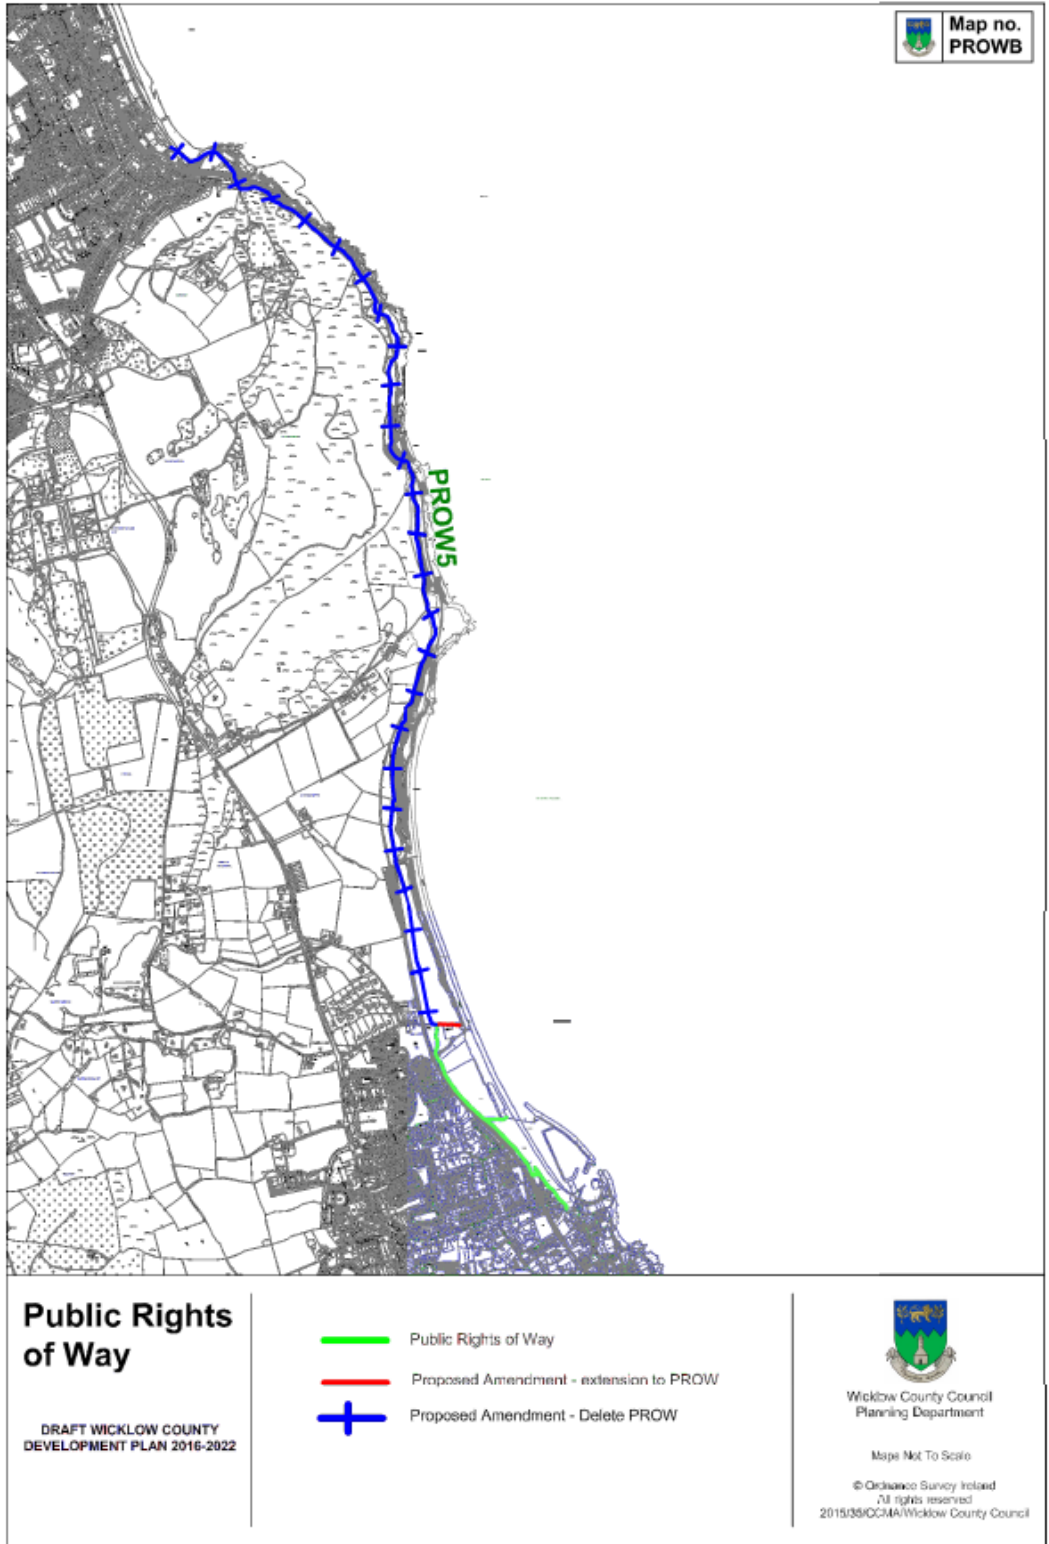 Map no.
PROWB
PROW5
Public Rights
of Way
DRAFT WICKLOW COUNTY
DEVELOPMENT PLAN 2016-2022
Public Rights of Way
Proposed Amendment - extension to PROW
Proposed Amendment - Delete PROW
Wicklow County Council
Planning Department
Maps Not To Scale
© Ordnance Survey Ireland
All rights reserved
2015/35/CCMA/Wicklow County Council